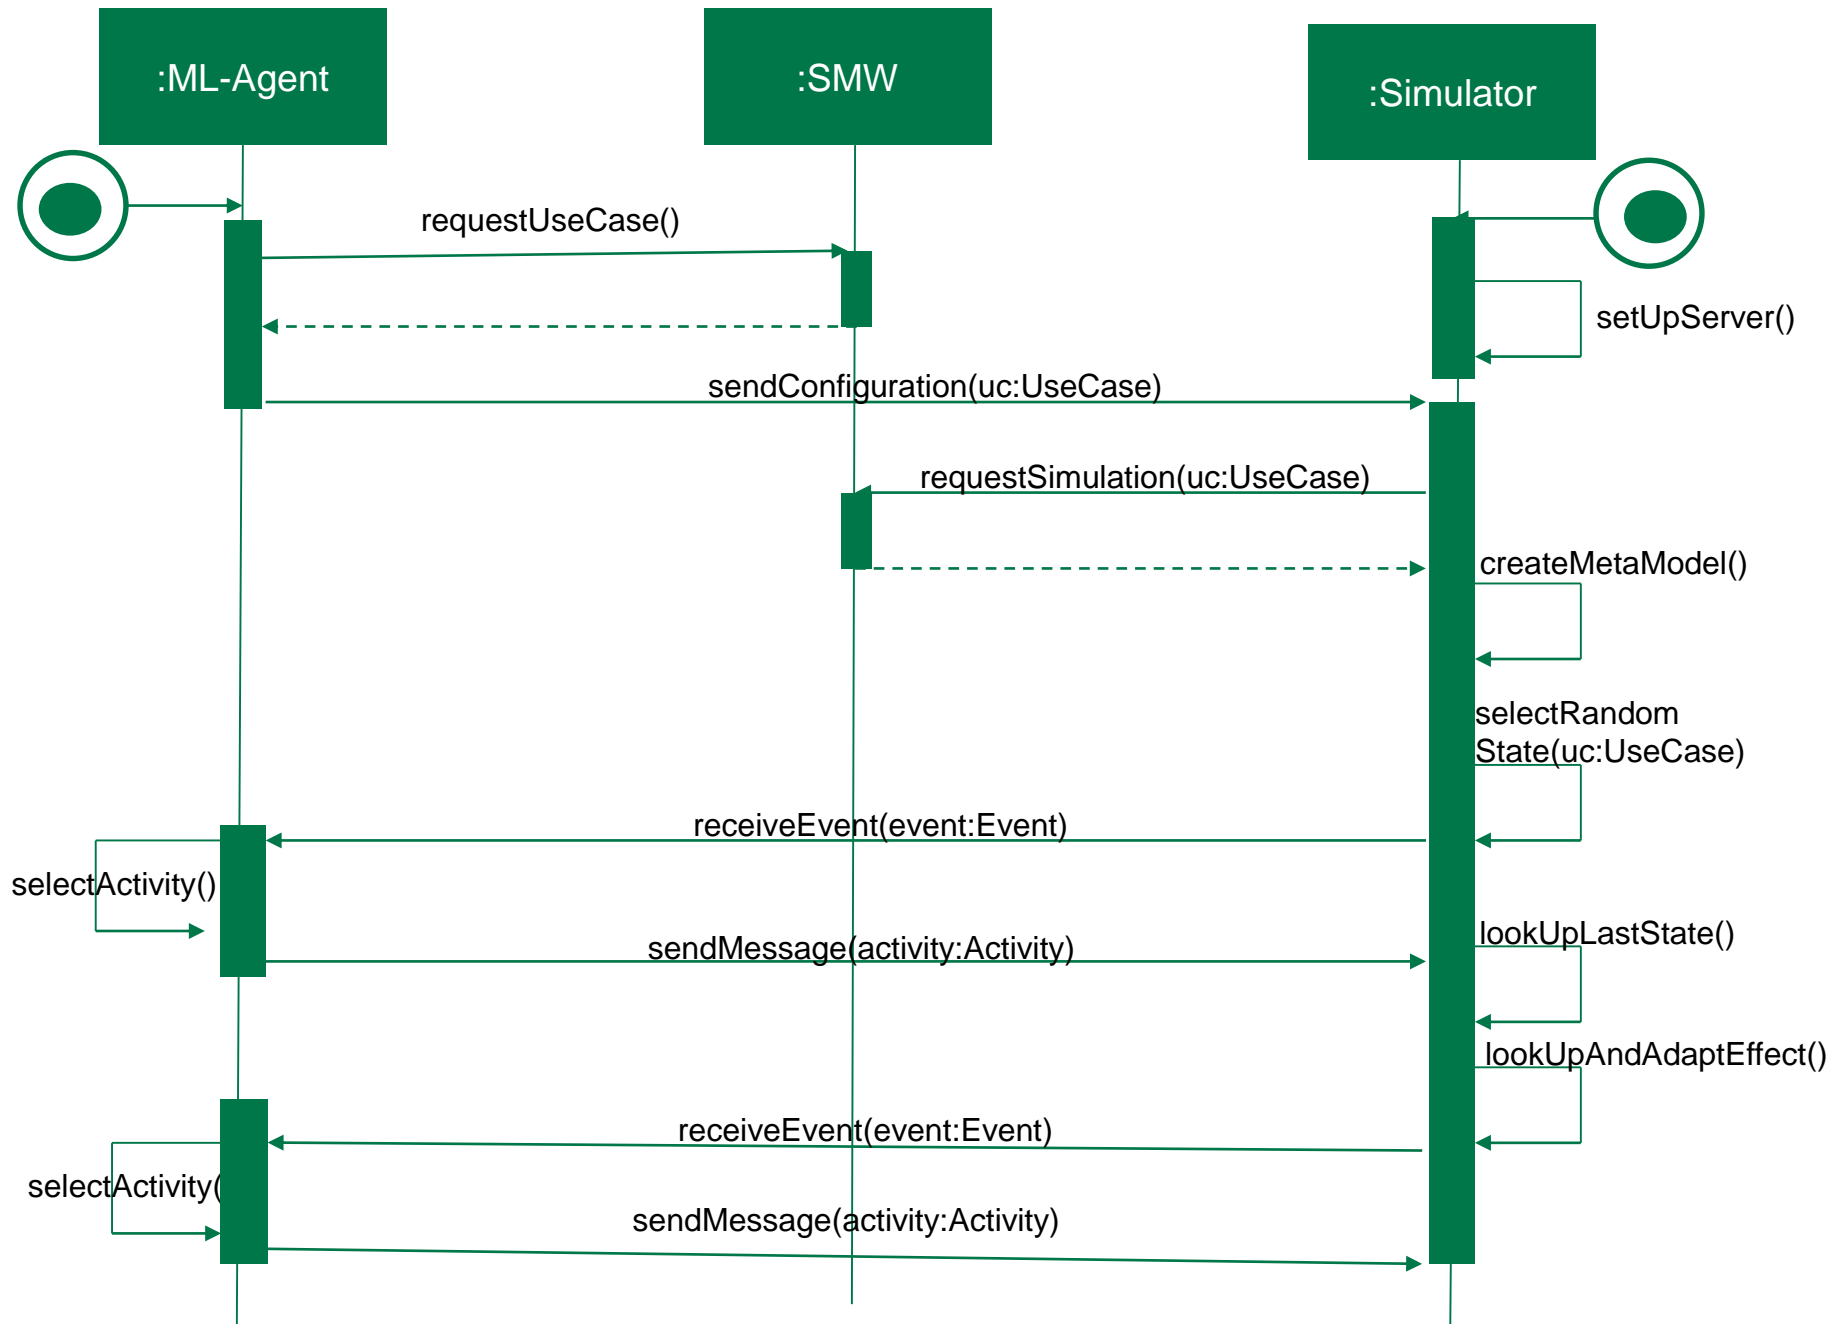 :ML-Agent
:SMW
:Simulator
requestUseCase()
setUpServer()
sendConfiguration(uc:UseCase)
requestSimulation(uc:UseCase)
createMetaModel()
selectRandom
State(uc:UseCase)
receiveEvent(event:Event)
selectActivity()
sendMessage(activity:Activity)
lookUpLastState()
lookUpAndAdaptEffect()
receiveEvent(event:Event)
selectActivity(
sendMessage(activity:Activity)